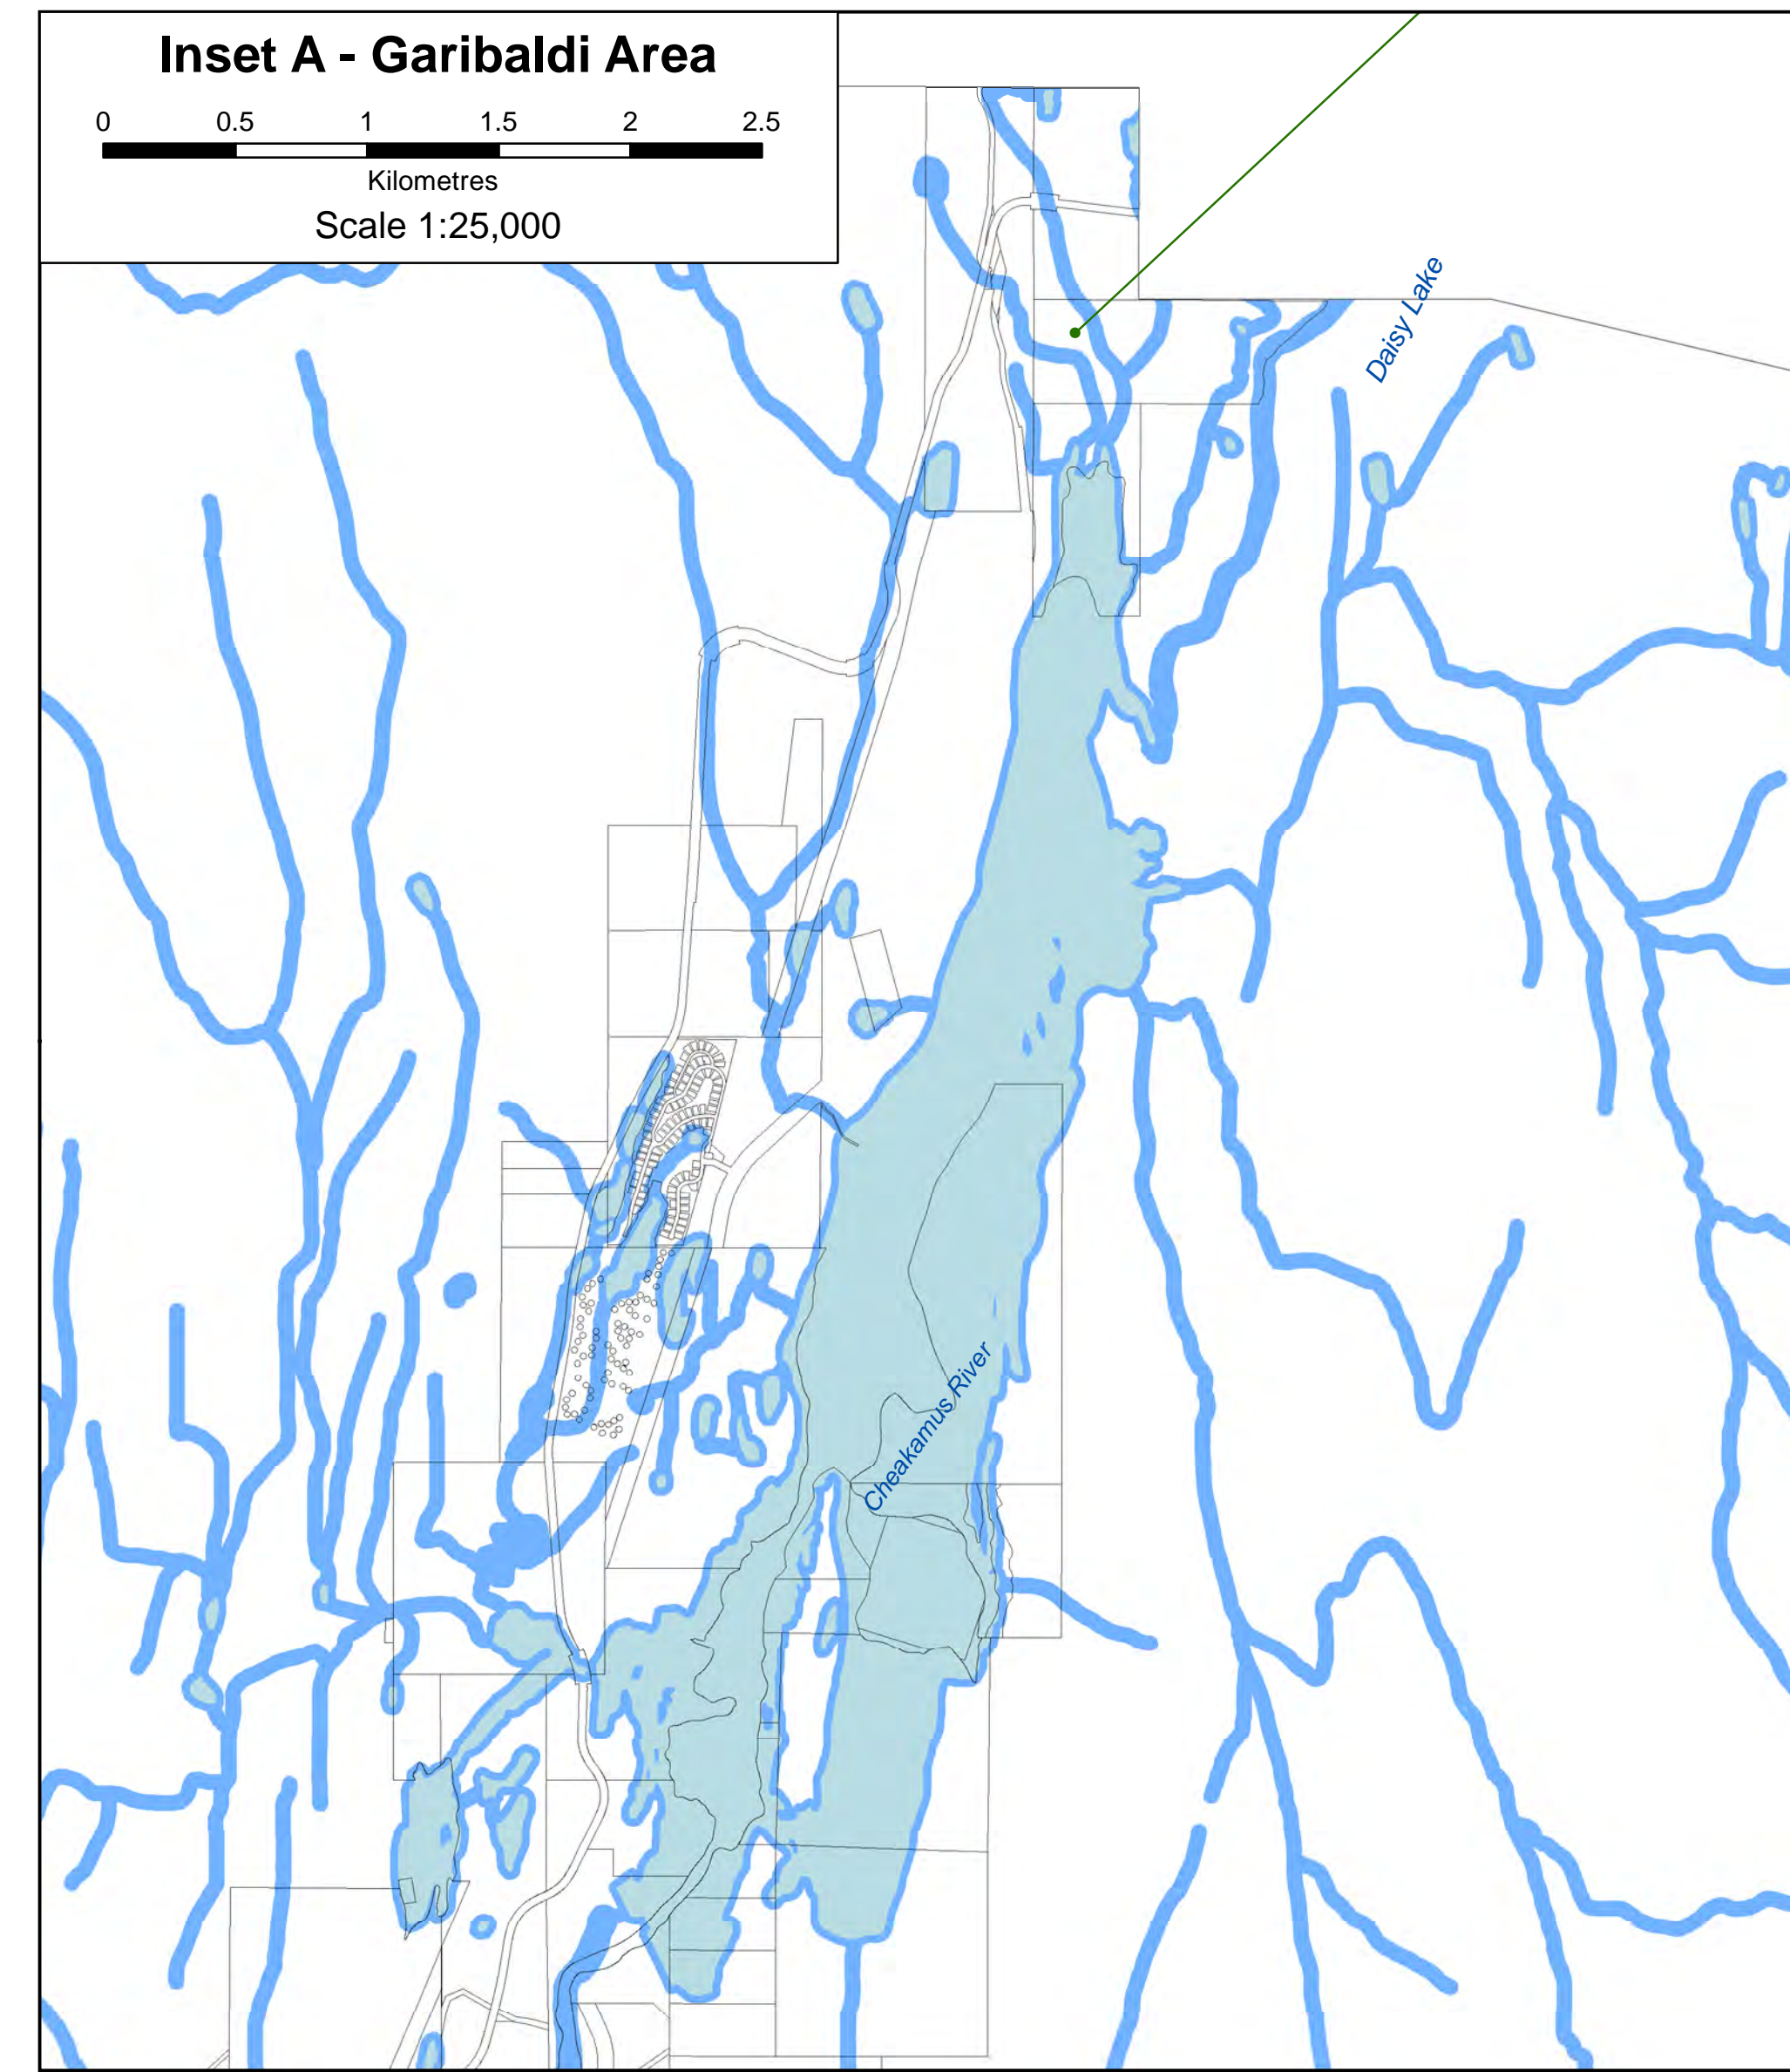 Inset A - Garibaldi Area
0 0.5 1 1.5 2 2.5
Kilometres
Scale 1:25,000
Daisy Lake
Cheakamus River